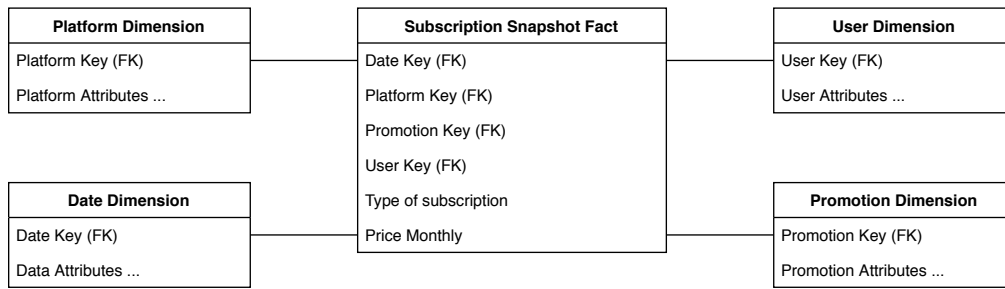 Platform Dimension
Platform Key (FK)
Platform Attributes ...
Subscription Snapshot Fact
Date Key (FK)
Platform Key (FK)
Promotion Key (FK)
User Key (FK)
Type of subscription
Price Monthly
User Dimension
User Key (FK)
User Attributes ...
Date Dimension
Date Key (FK)
Data Attributes ...
Promotion Dimension
Promotion Key (FK)
Promotion Attributes ...